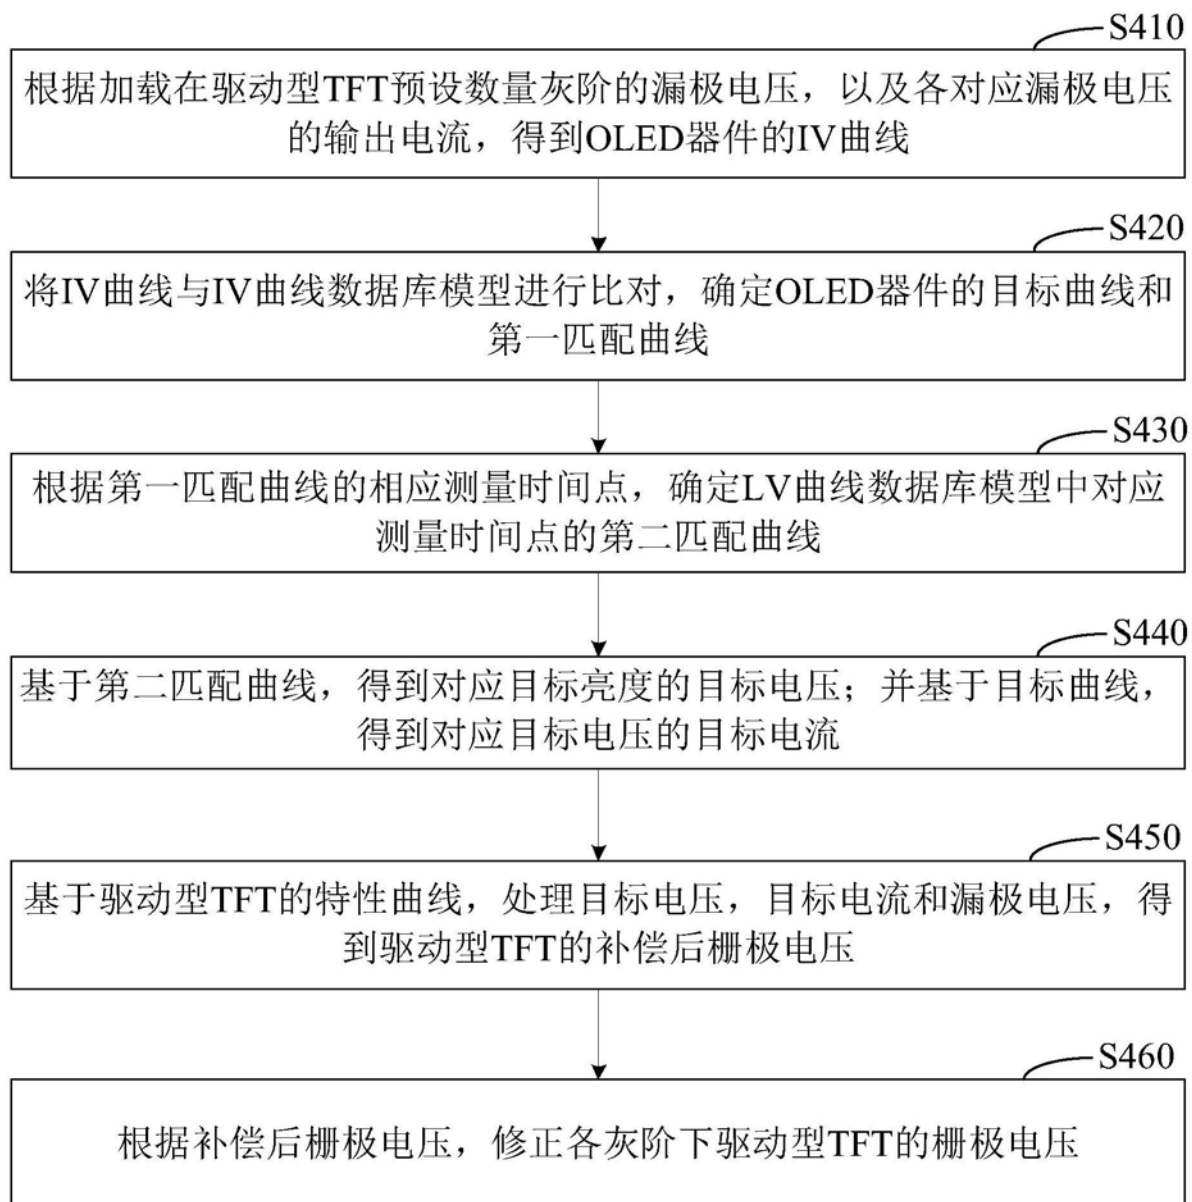 S410
根据加载在驱动型TFT预设数量灰阶的漏极电压，以及各对应漏极电压
的输出电流，得到OLED器件的IV曲线
S420
将IV曲线与IV曲线数据库模型进行比对，确定OLED器件的目标曲线和
第一匹配曲线
S430
根据第一匹配曲线的相应测量时间点，确定LV曲线数据库模型中对应
测量时间点的第二匹配曲线
S440
基于第二匹配曲线，得到对应目标亮度的目标电压；并基于目标曲线，
得到对应目标电压的目标电流
S450
基于驱动型TFT的特性曲线，处理目标电压，目标电流和漏极电压，得
到驱动型TFT的补偿后栅极电压
S460
根据补偿后栅极电压，修正各灰阶下驱动型TFT的栅极电压